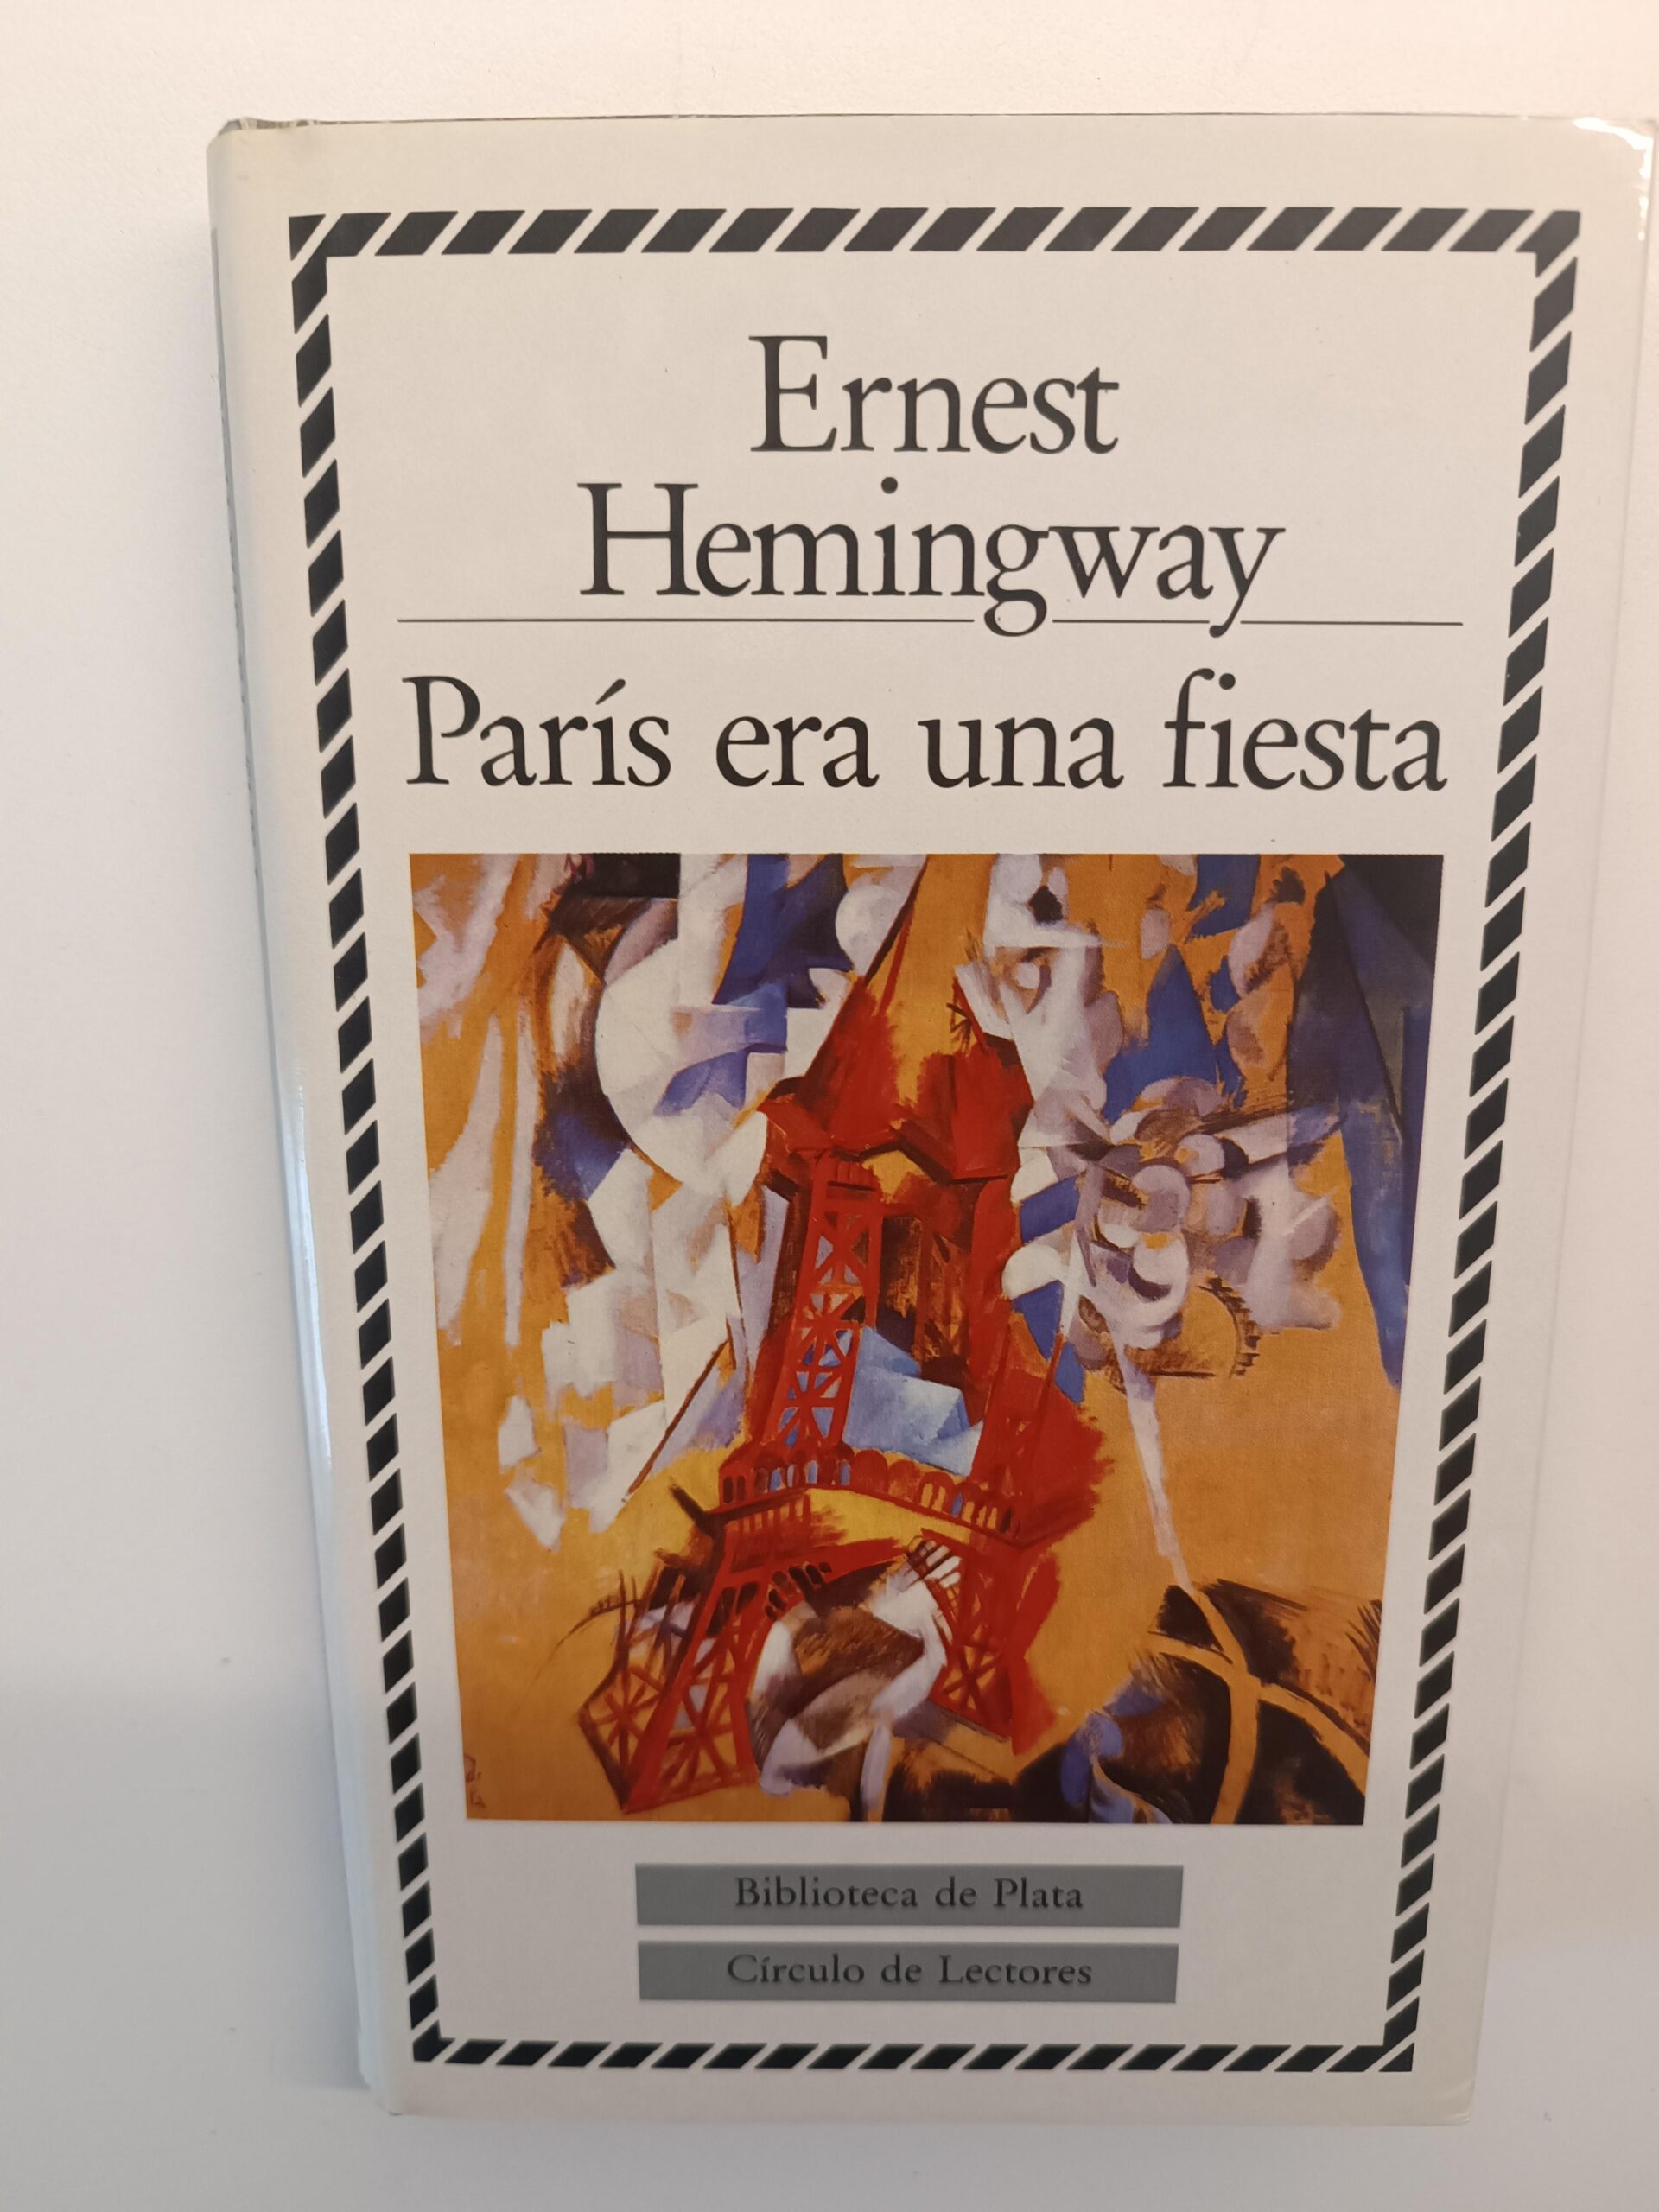 Ernest
Hemingway
París era una fiesta
Biblioteca de Plata
Círculo de Lectores